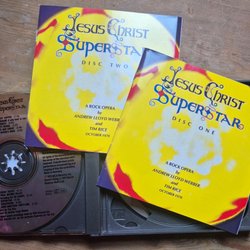 Jesus Christ
SuperStar
DISC TWO
A ROCK OPERA
ANDREW LLOYD WEBBER
and
TIM RICE
OCTOBER 1970
Jesus Christ
SuperStar
DISC ONE
A ROCK OPERA
by
ANDREW LLOYD WEBBER
and
TIM RICE
OCTOBER 1970